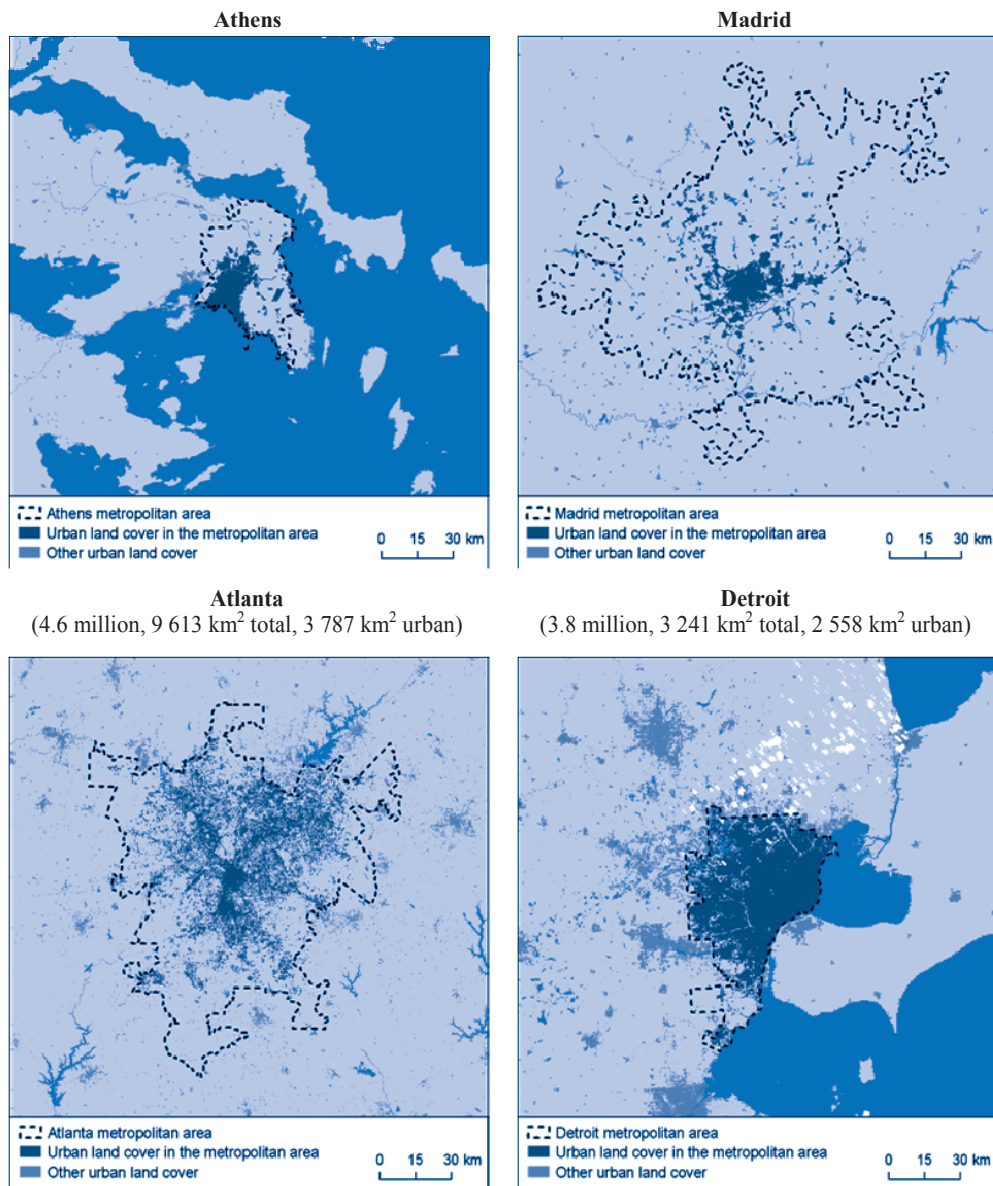 Athens
Madrid
Athens metropolitan area
Urban land cover in the metropolitan area
Other urban land cover
0 15 30 km
Madrid metropolitan area
Urban land cover in the metropolitan area
Other urban land cover
0 15 30 km
Atlanta
(4.6 million, 9 613 km² total, 3 787 km² urban)
Detroit
(3.8 million, 3 241 km² total, 2 558 km² urban)
Atlanta metropolitan area
Urban land cover in the metropolitan area
Other urban land cover
0 15 30 km
Detroit metropolitan area
Urban land cover in the metropolitan area
Other urban land cover
0 15 30 km